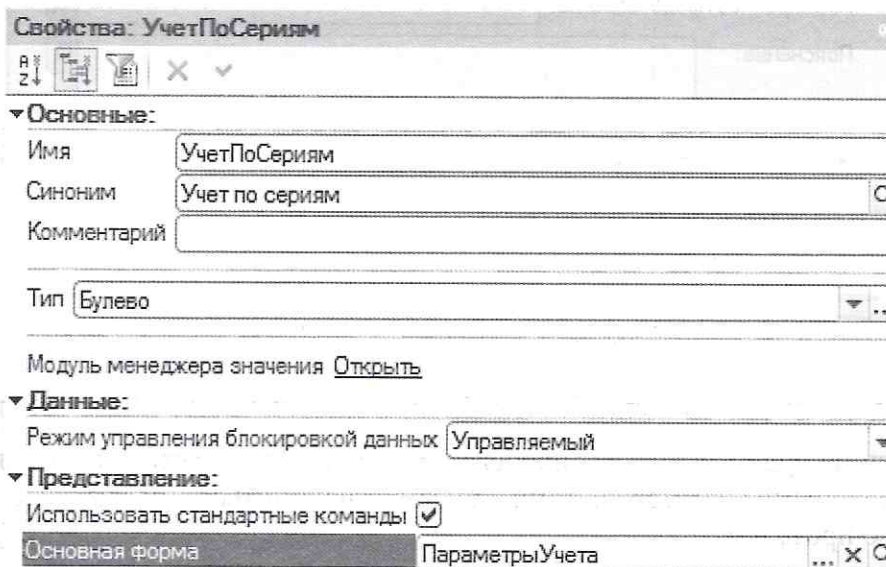 Свойства: УчетПоСериям
Основные:
Имя УчетПоСериям
Синоним Учет по сериям
Комментарий
Тип Булево ...
Модуль менеджера значения Открыть
Данные:
Режим управления блокировкой данных Управляемый
Представление:
Использовать стандартные команды
Основная форма ПараметрыУчета ... X